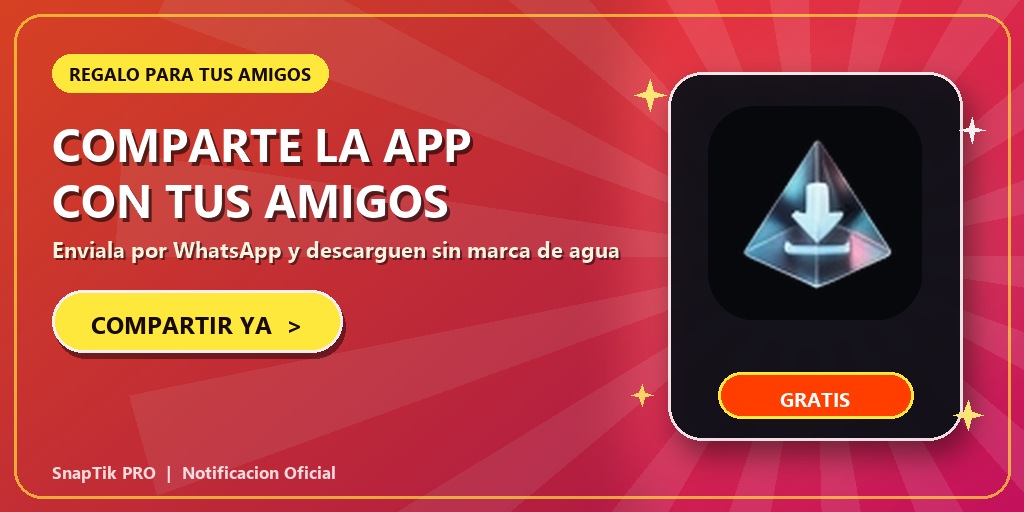 REGALO PARA TUS AMIGOS
COMPARTE LA APP
CON TUS AMIGOS
Enviala por WhatsApp y descarguen sin marca de agua
COMPARTIR YA >
GRATIS
SnapTik PRO | Notificacion Oficial